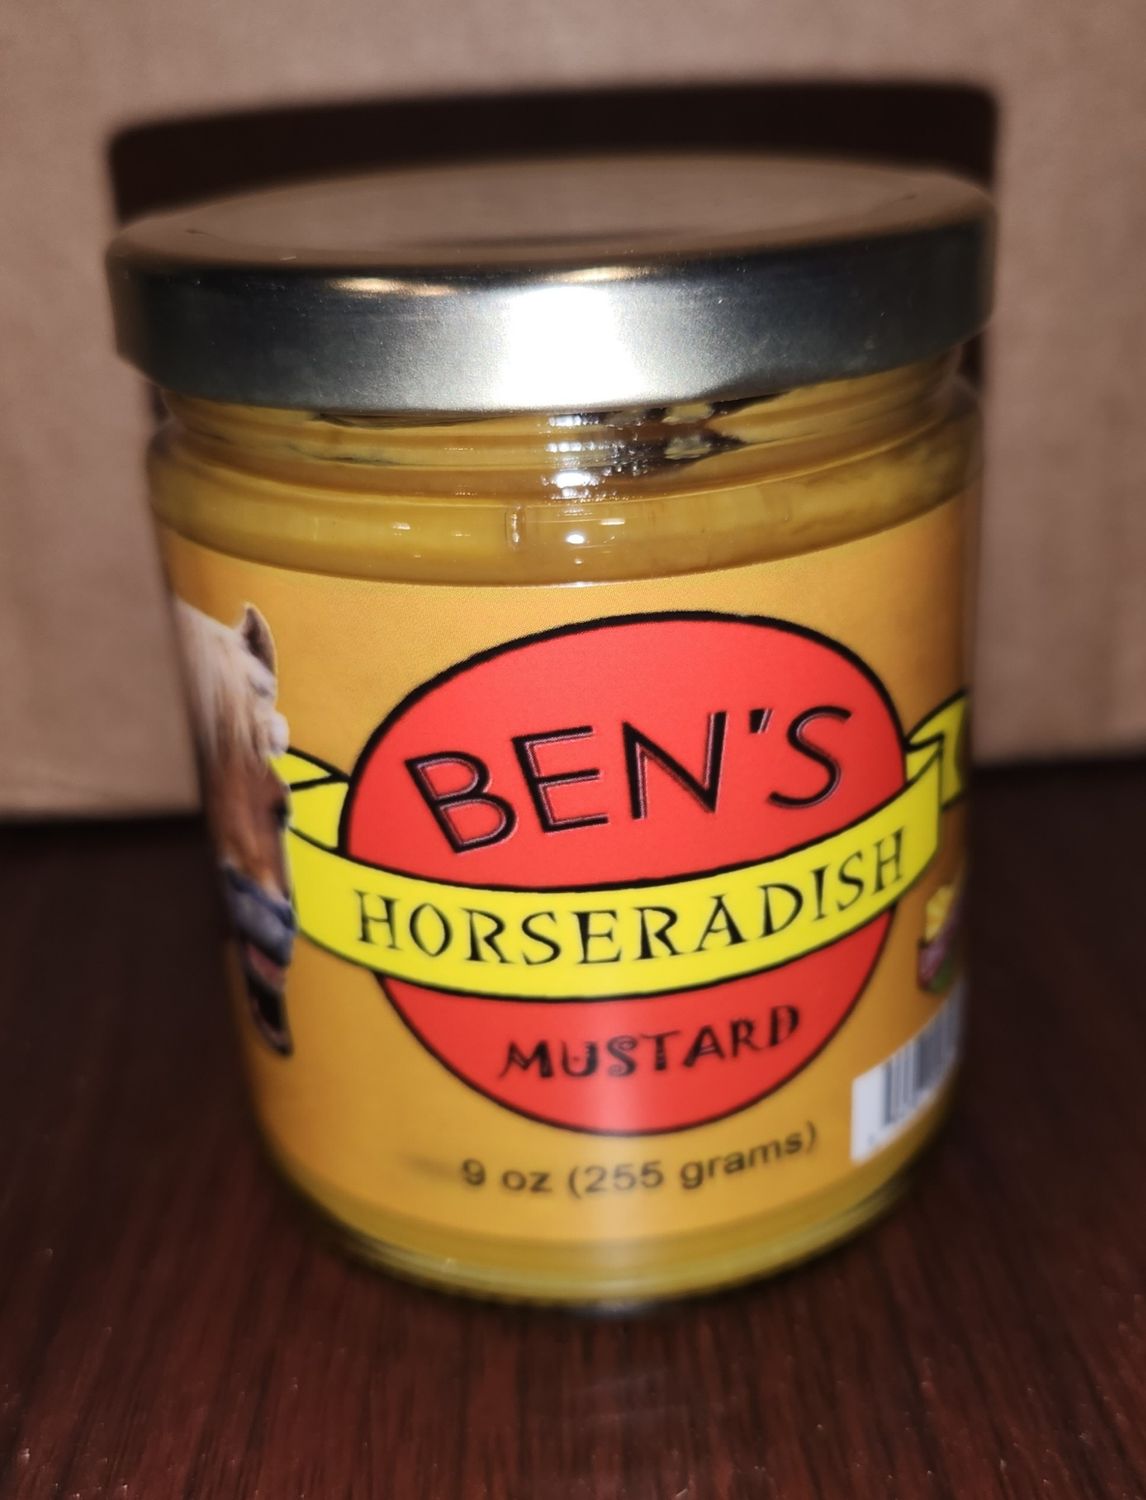 BEN'S
HORSERADISH
MUSTARD
9 oz (255 grams)